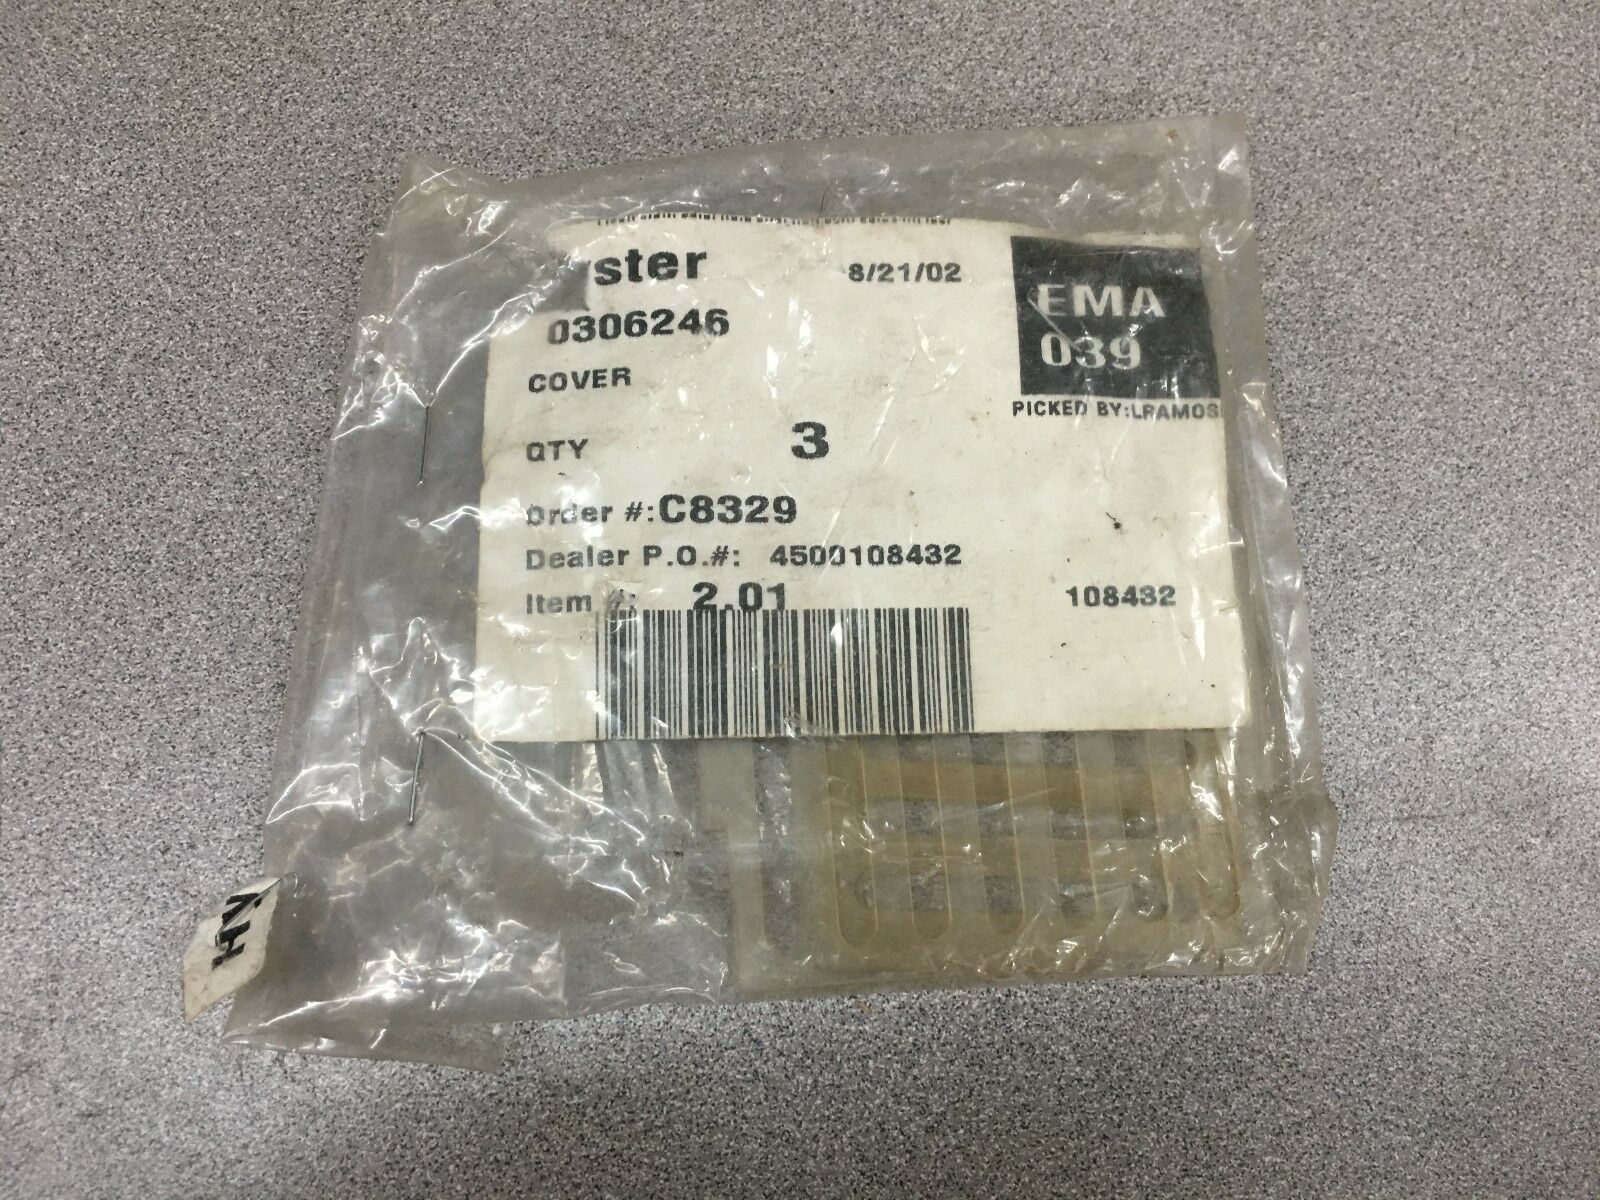 yster 8/21/02
0306246
COVER
QTY 3
Order #: C8329
Dealer P.O.#: 4500108432
Item #: 2.01 108432
EMA
039
PICKED BY:LRAMOS